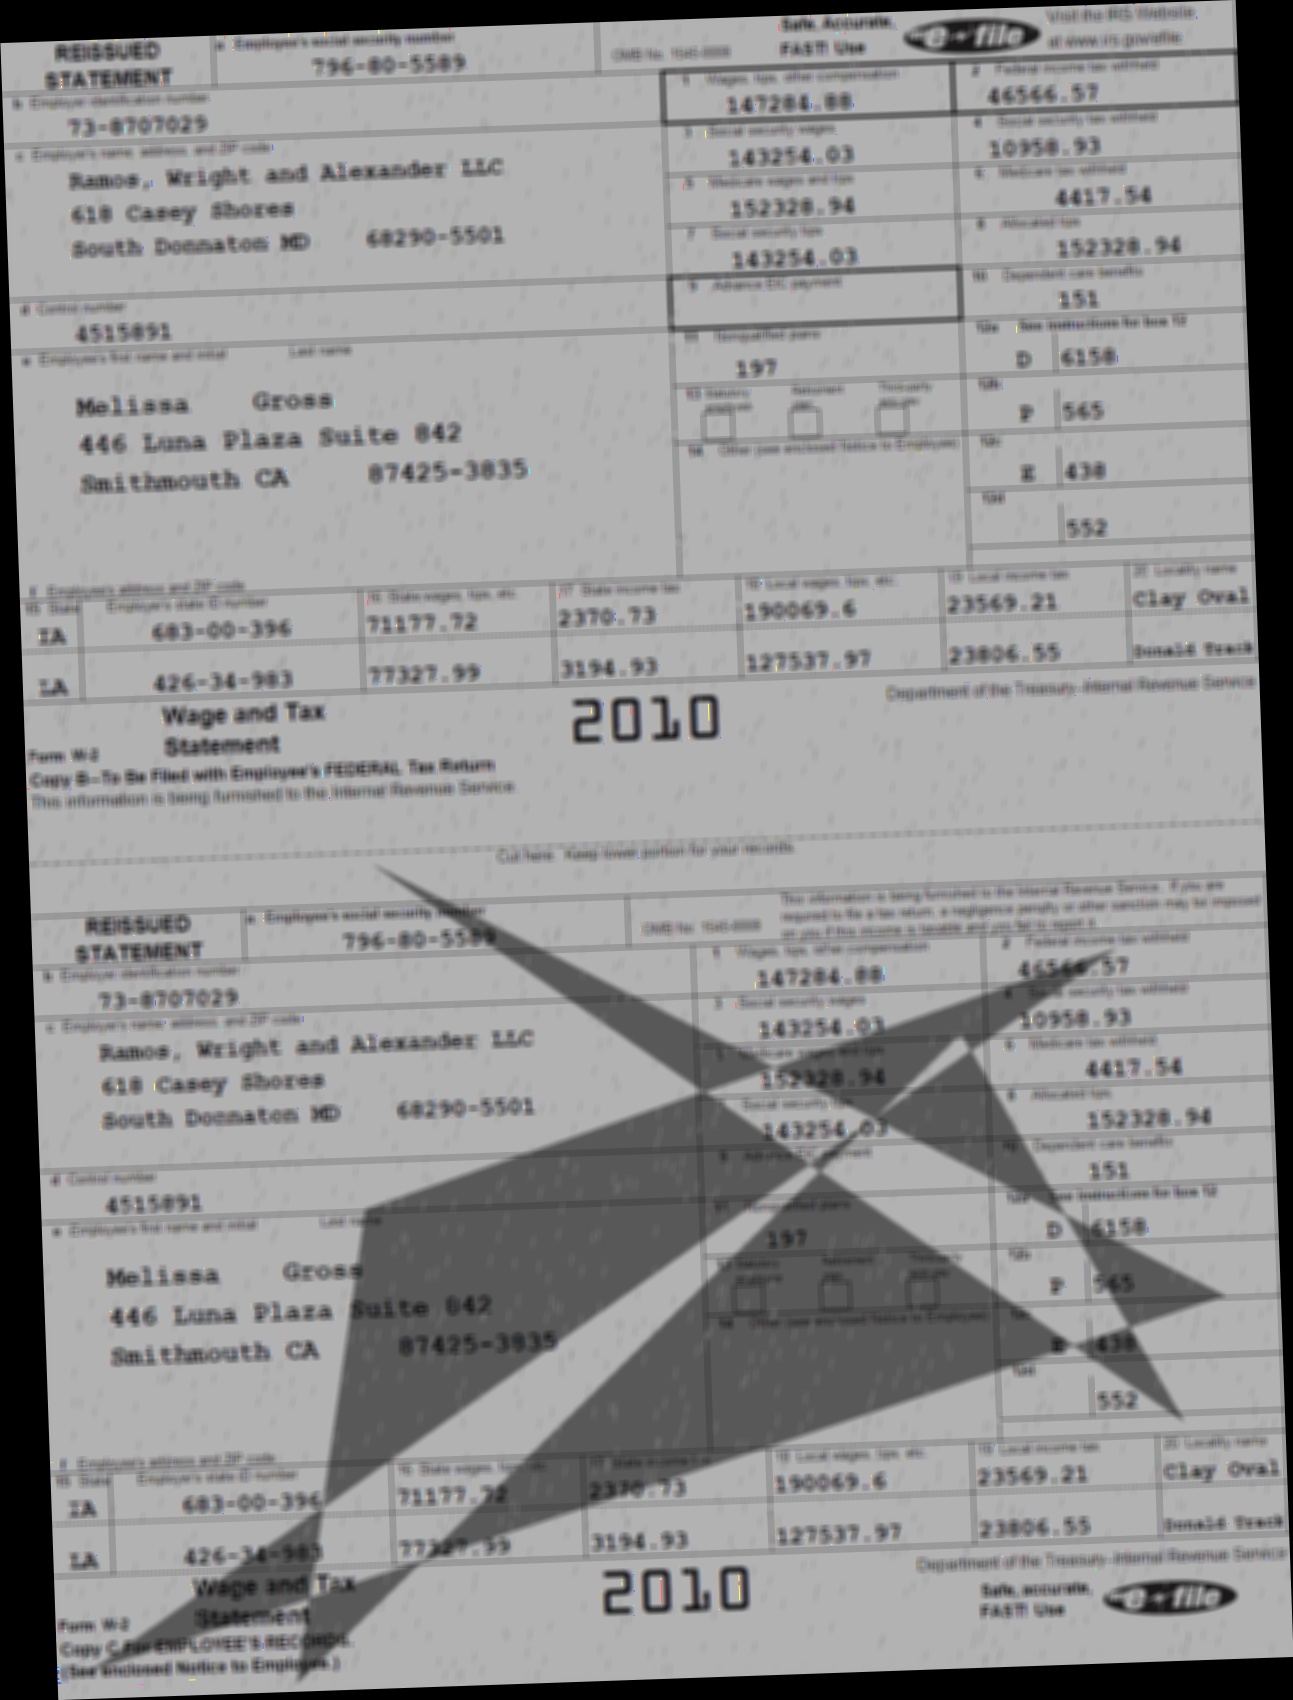 REISSUED STATEMENT
a Employee's social security number
796-80-5589
OMB No. 1545-0008
Safe, Accurate, FAST! Use
e-file
Visit the IRS Website at www.irs.gov/efile
b Employer identification number
73-8707029
1 Wages, tips, other compensation
147284.88
2 Federal income tax withheld
46566.57
c Employer's name, address, and ZIP code
Ramos, Wright and Alexander LLC
618 Casey Shores
South Donnaton MD 68290-5501
3 Social security wages
143254.03
4 Social security tax withheld
10958.93
5 Medicare wages and tips
152328.94
6 Medicare tax withheld
4417.54
7 Social security tips
143254.03
8 Allocated tips
152328.94
d Control number
4515891
9 Advance EIC payment
10 Dependent care benefits
151
e Employee's first name and initial Last name
Melissa Gross
446 Luna Plaza Suite 842
Smithmouth CA 87425-3835
11 Nonqualified plans
197
12a See instructions for box 12
D 6158
13 Statutory employee Retirement plan Third-party sick pay
12b
P 565
14 Other (see enclosed Notice to Employee)
12c
E 438
12d
552
f Employee's address and ZIP code
15 State Employer's state ID number 16 State wages, tips, etc. 17 State income tax 18 Local wages, tips, etc. 19 Local income tax 20 Locality name
IA 683-00-396 71177.72 2370.73 190069.6 23569.21 Clay Oval
LA 426-34-983 77327.99 3194.93 127537.97 23806.55 Donald Track
Form W-2 Wage and Tax Statement
2010
Department of the Treasury-Internal Revenue Service
Copy B-To Be Filed with Employee's FEDERAL Tax Return
This information is being furnished to the Internal Revenue Service
Cut here. Keep lower portion for your records.
REISSUED STATEMENT
a Employee's social security number
796-80-5589
OMB No. 1545-0008
This information is being furnished to the Internal Revenue Service. If you are
required to file a tax return, a negligence penalty or other sanction may be imposed
on you if this income is taxable and you fail to report it.
b Employer identification number
73-8707029
1 Wages, tips, other compensation
147284.88
2 Federal income tax withheld
46566.57
c Employer's name, address, and ZIP code
Ramos, Wright and Alexander LLC
618 Casey Shores
South Donnaton MD 68290-5501
3 Social security wages
143254.03
4 Social security tax withheld
10958.93
5 Medicare wages and tips
152328.94
6 Medicare tax withheld
4417.54
Social security tips
143254.03
8 Allocated tips
152328.94
d Control number
4515891
9 Advance EIC payment
10 Dependent care benefits
151
e Employee's first name and initial Last name
Melissa Gross
446 Luna Plaza Suite 842
Smithmouth CA 87425-3835
11 Nonqualified plans
197
12a See instructions for box 12
D 6158
13 Statutory employee Retirement plan Third-party sick pay
12b
P 565
14 Other (see enclosed Notice to Employee)
12c
E 438
12d
552
f Employee's address and ZIP code
15 State Employer's state ID number 16 State wages, tips, etc. 17 State income tax 18 Local wages, tips, etc. 19 Local income tax 20 Locality name
IA 683-00-396 71177.72 2370.73 190069.6 23569.21 Clay Oval
LA 426-34-983 77327.99 3194.93 127537.97 23806.55 Donald Track
Form W-2 Wage and Tax Statement
2010
Department of the Treasury-Internal Revenue Service
Safe, accurate, FAST! Use
e-file
Copy C-For EMPLOYEE'S RECORDS.
(See enclosed Notice to Employee.)